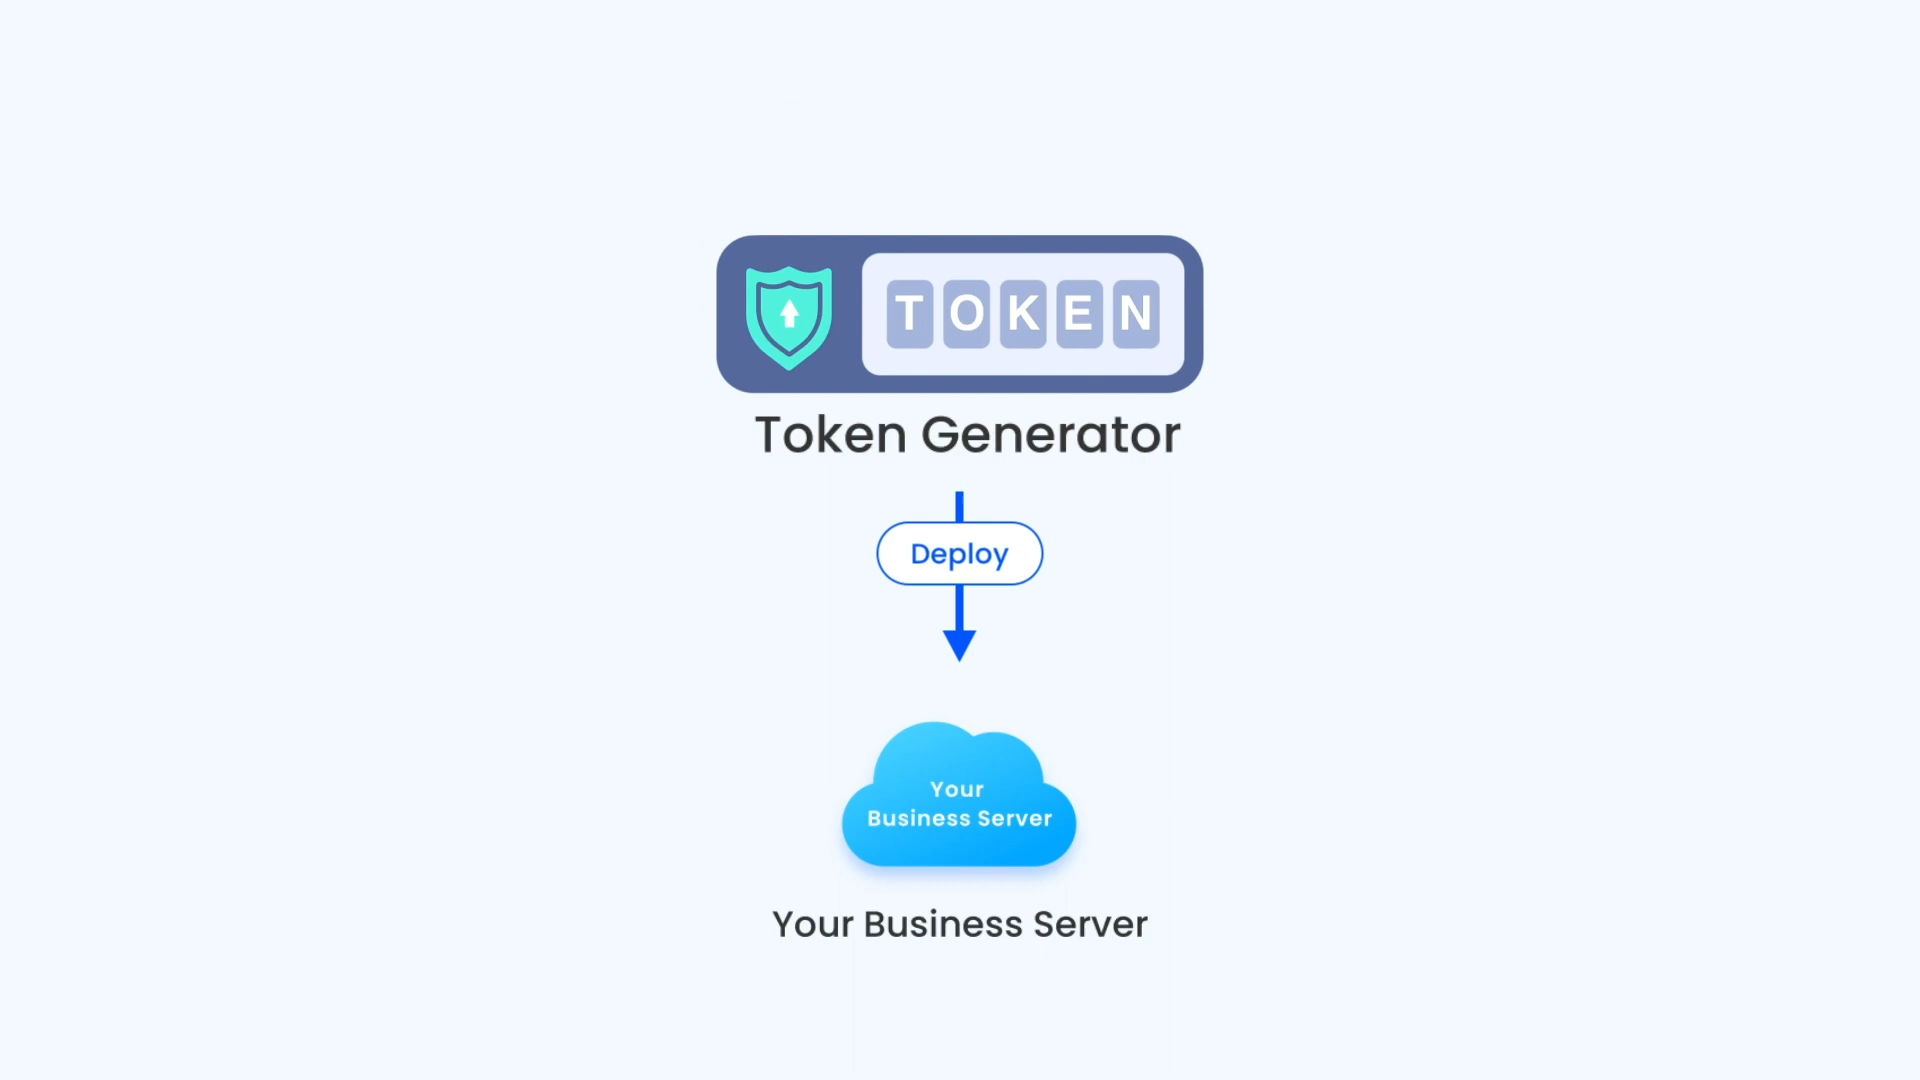 TOKEN
Token Generator
Deploy
Your
Business Server
Your Business Server